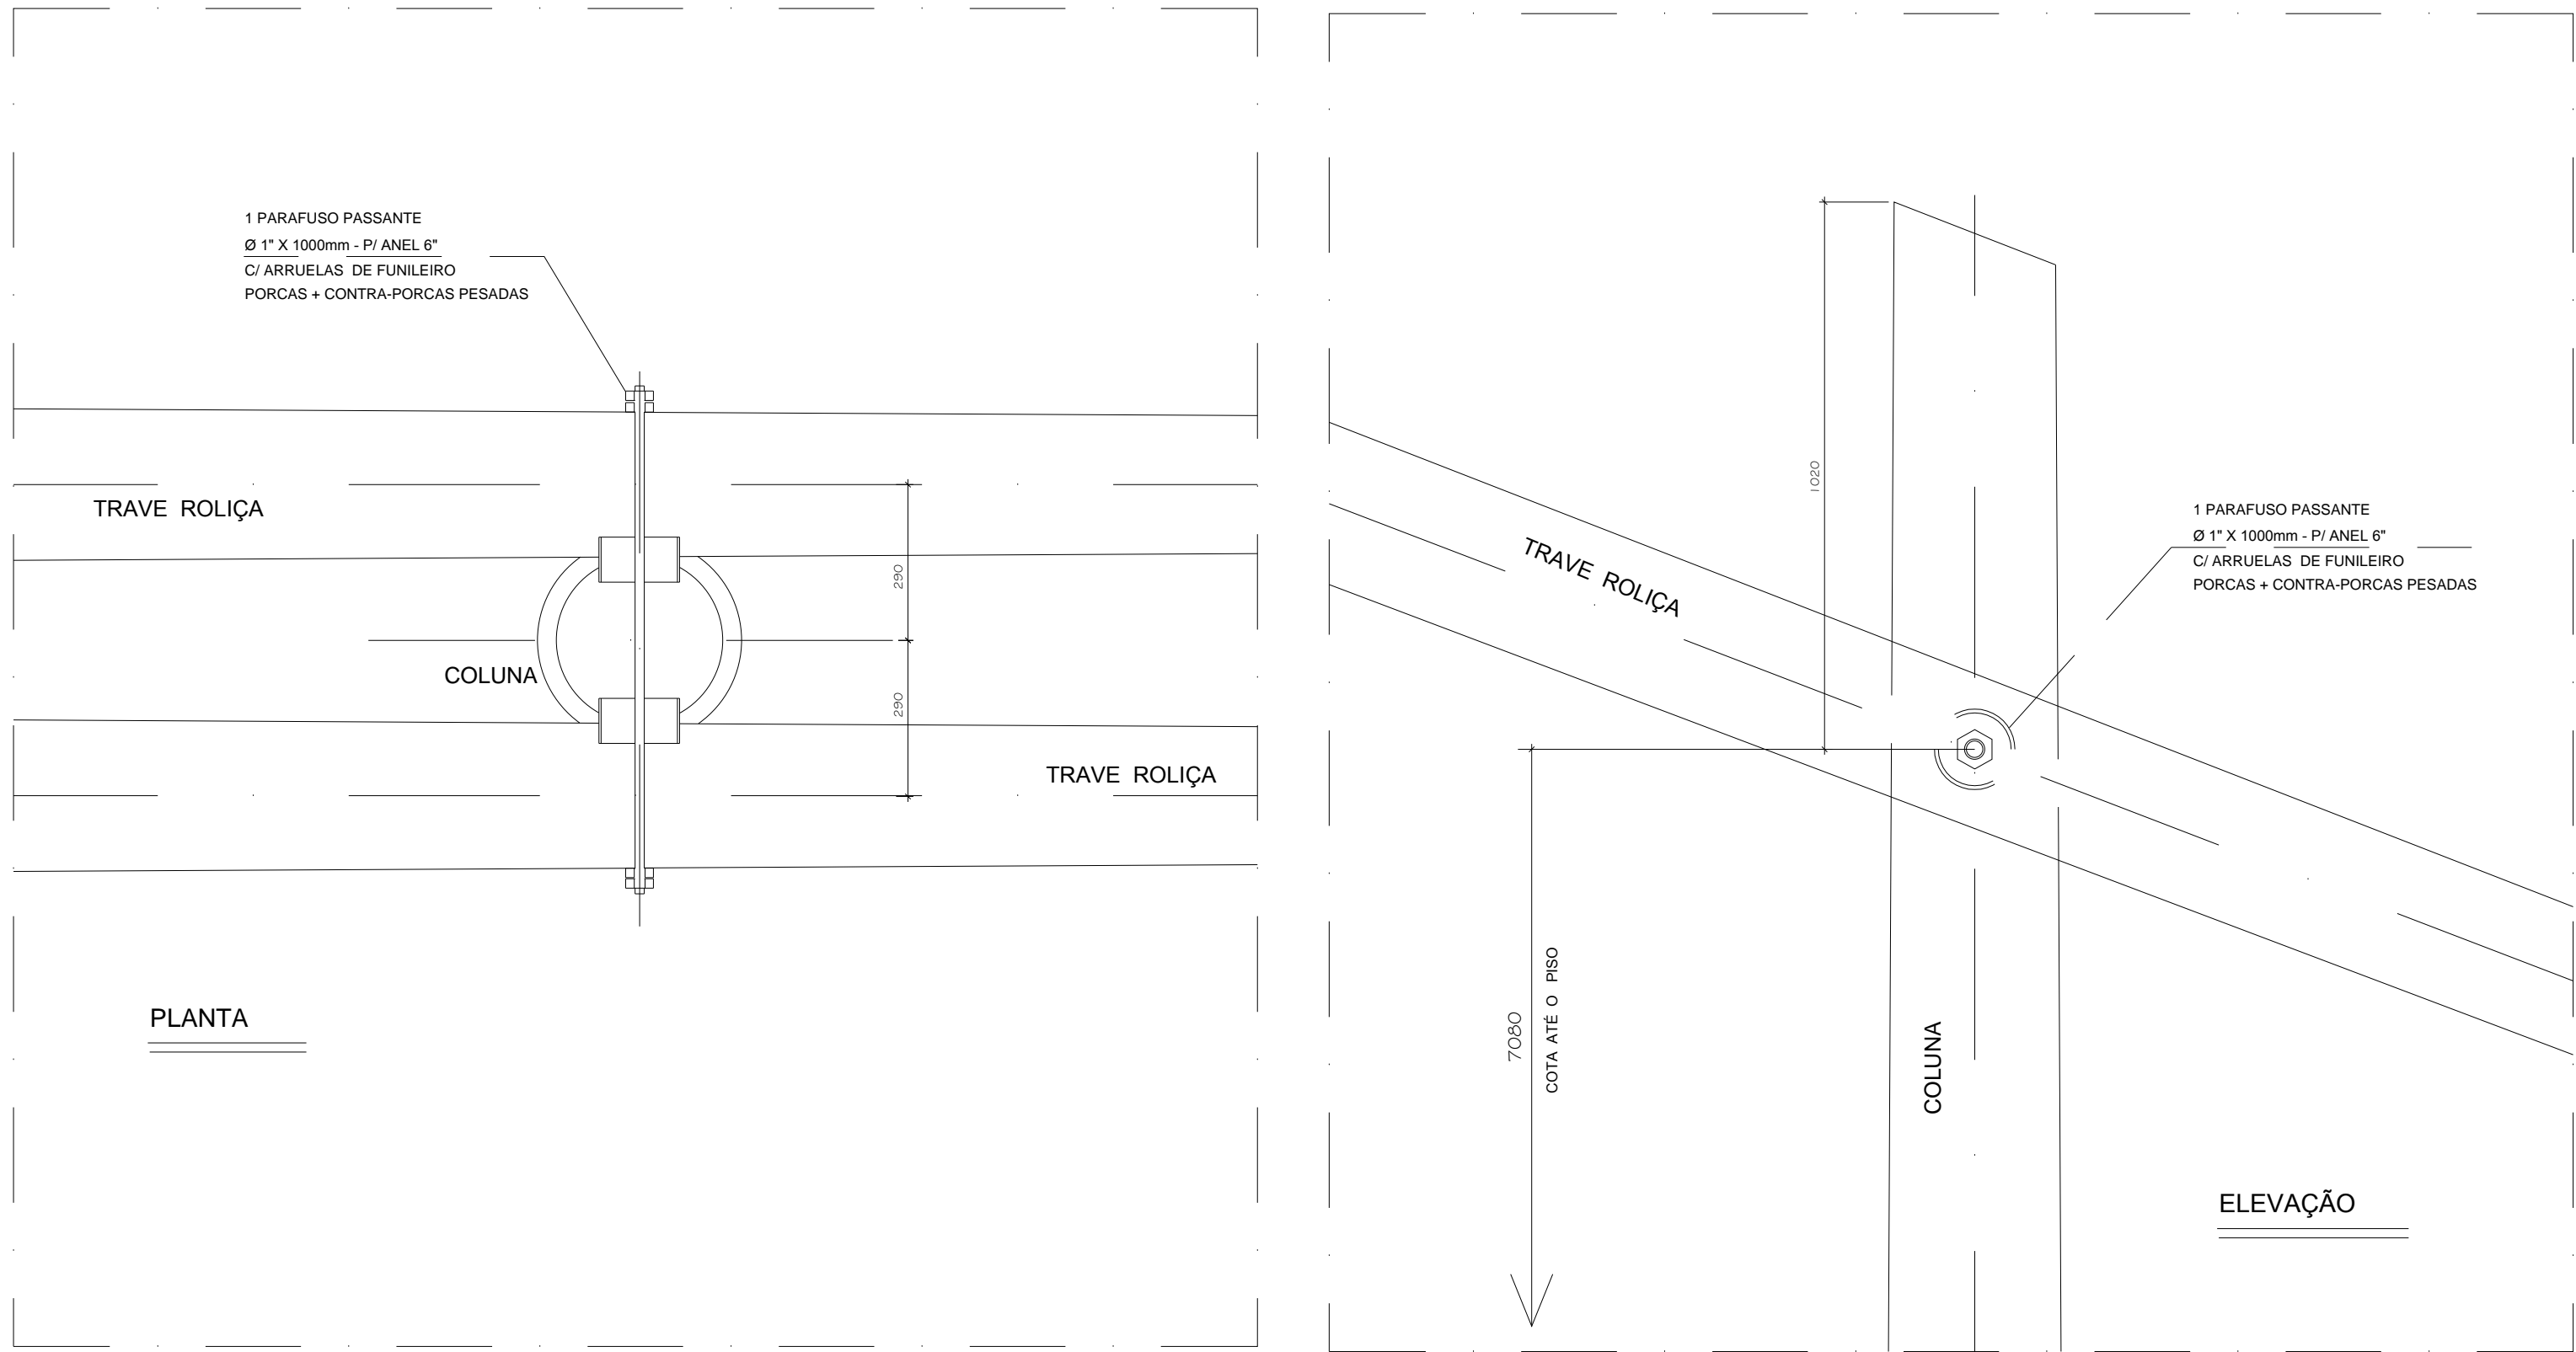 1 PARAFUSO PASSANTE
Ø 1" X 1000mm - P/ ANEL 6"
C/ ARRUELAS DE FUNILEIRO
PORCAS + CONTRA-PORCAS PESADAS
TRAVE ROLIÇA
290
COLUNA
290
TRAVE ROLIÇA
PLANTA
1020
TRAVE ROLIÇA
1 PARAFUSO PASSANTE
Ø 1" X 1000mm - P/ ANEL 6"
C/ ARRUELAS DE FUNILEIRO
PORCAS + CONTRA-PORCAS PESADAS
7080
COTA ATÉ O PISO
COLUNA
ELEVAÇÃO